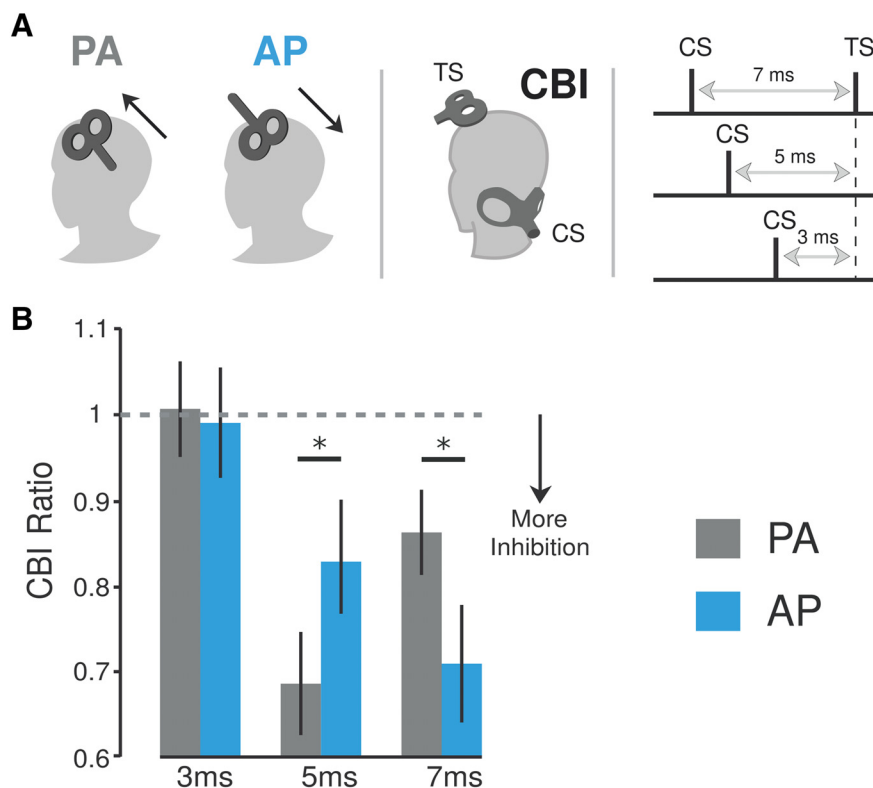 A
PA
AP
TS
CBI
CS
CS
TS
7 ms
CS
5 ms
CS
3 ms
B
1.1
1
0.9
0.8
0.7
0.6
CBI Ratio
*
*
More
Inhibition
PA
AP
3ms
5ms
7ms